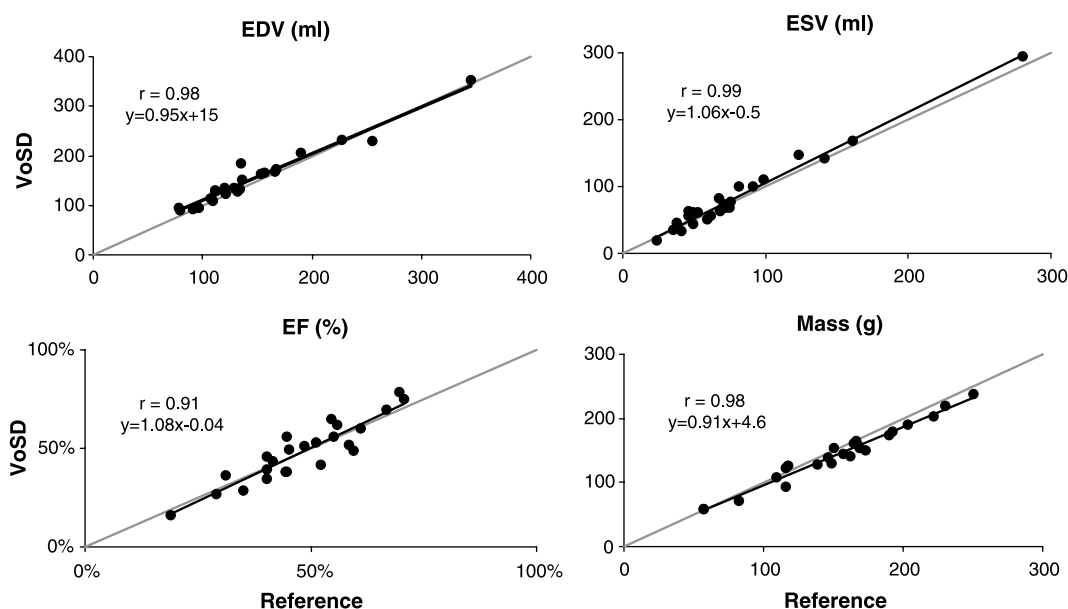 EDV (ml)
400
300
200
100
0
r = 0.98
y=0.95x+15
VoSD
0
100
200
300
400
ESV (ml)
300
200
100
0
r = 0.99
y=1.06x-0.5
0
100
200
300
EF (%)
100%
50%
0%
r = 0.91
y=1.08x-0.04
VoSD
0%
50%
100%
Reference
Mass (g)
300
200
100
0
r = 0.98
y=0.91x+4.6
0
100
200
300
Reference